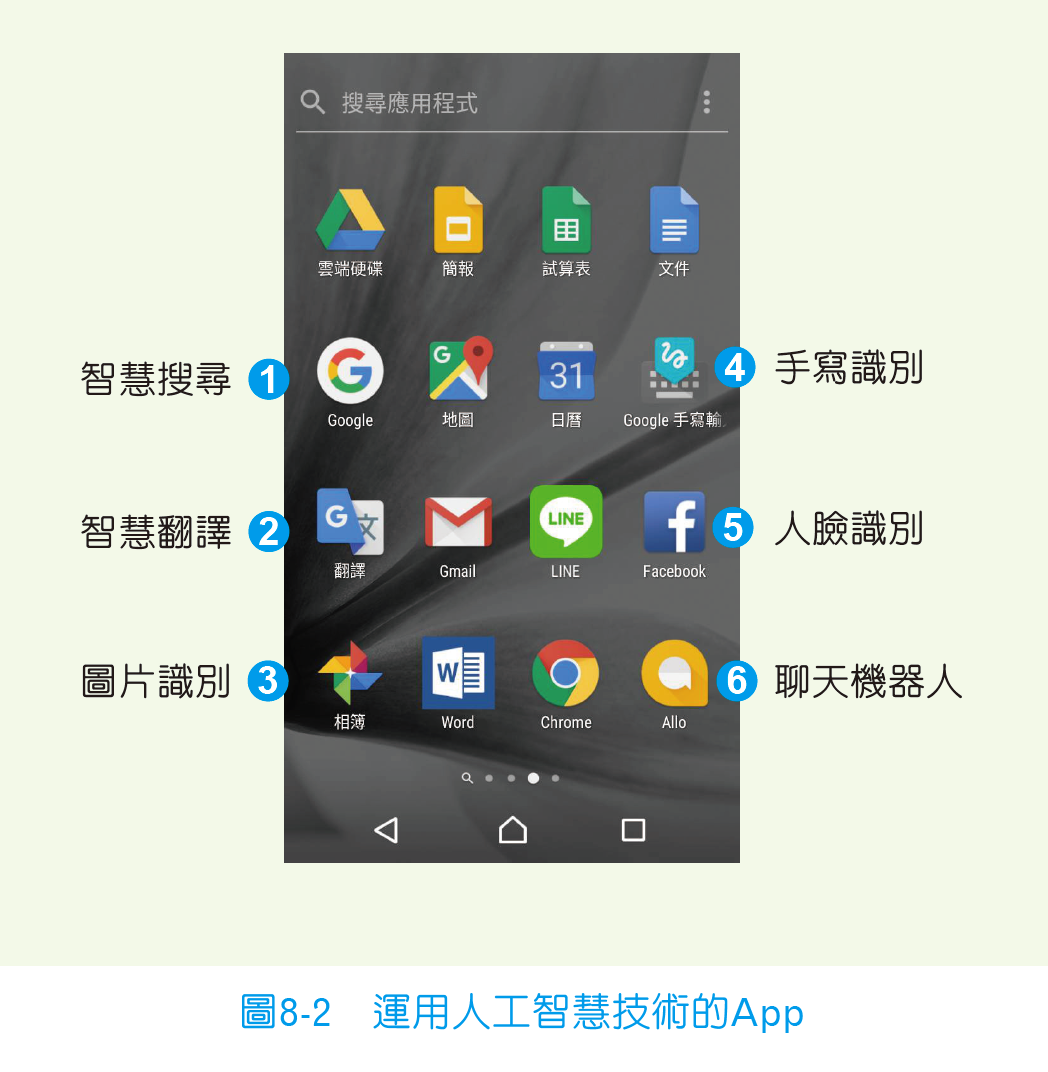 搜尋應用程式
雲端硬碟 簡報 試算表 文件
智慧搜尋 1
G
31
4 手寫識別
Google 地圖 日曆 Google 手寫輸
智慧翻譯 2
G 文
LINE
f
5 人臉識別
翻譯 Gmail LINE Facebook
圖片識別 3
W
6 聊天機器人
相簿 Word Chrome Allo
圖8-2 運用人工智慧技術的App